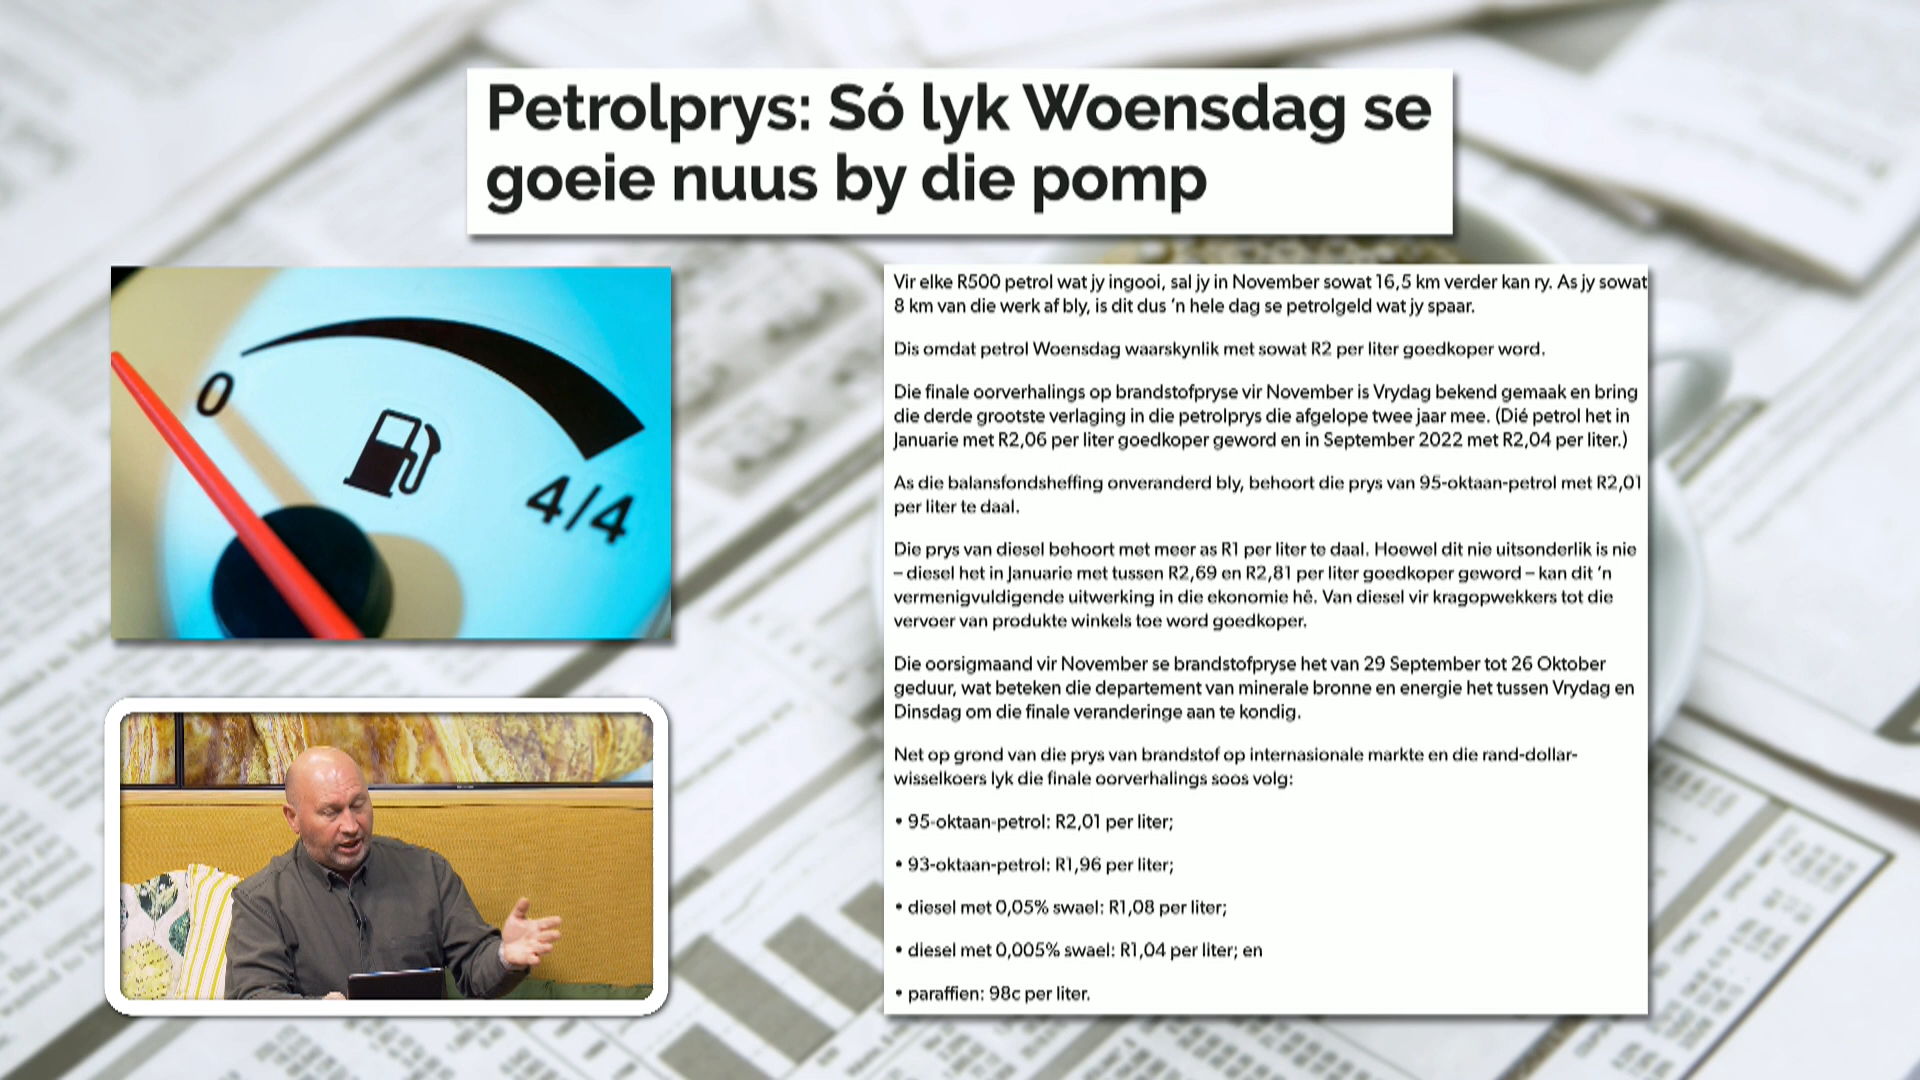 Petrolprys: Só lyk Woensdag se
goeie nuus by die pomp
0
4/4
Vir elke R500 petrol wat jy ingooi, sal jy in November sowat 16,5 km verder kan ry. As jy sowat
8 km van die werk af bly, is dit dus ’n hele dag se petrolgeld wat jy spaar.
Dis omdat petrol Woensdag waarskynlik met sowat R2 per liter goedkoper word.
Die finale oorverhalings op brandstofpryse vir November is Vrydag bekend gemaak en bring
die derde grootste verlaging in die petrolprys die afgelope twee jaar mee. (Dié petrol het in
Januarie met R2,06 per liter goedkoper geword en in September 2022 met R2,04 per liter.)
As die balansfondsheffing onveranderd bly, behoort die prys van 95-oktaan-petrol met R2,01
per liter te daal.
Die prys van diesel behoort met meer as R1 per liter te daal. Hoewel dit nie uitsonderlik is nie
– diesel het in Januarie met tussen R2,69 en R2,81 per liter goedkoper geword – kan dit ’n
vermenigvuldigende uitwerking in die ekonomie hê. Van diesel vir kragopwekkers tot die
vervoer van produkte winkels toe word goedkoper.
Die oorsigmaand vir November se brandstofpryse het van 29 September tot 26 Oktober
geduur, wat beteken die departement van minerale bronne en energie het tussen Vrydag en
Dinsdag om die finale veranderinge aan te kondig.
Net op grond van die prys van brandstof op internasionale markte en die rand-dollar-
wisselkoers lyk die finale oorverhalings soos volg:
• 95-oktaan-petrol: R2,01 per liter;
• 93-oktaan-petrol: R1,96 per liter;
• diesel met 0,05% swael: R1,08 per liter;
• diesel met 0,005% swael: R1,04 per liter; en
• paraffien: 98c per liter.